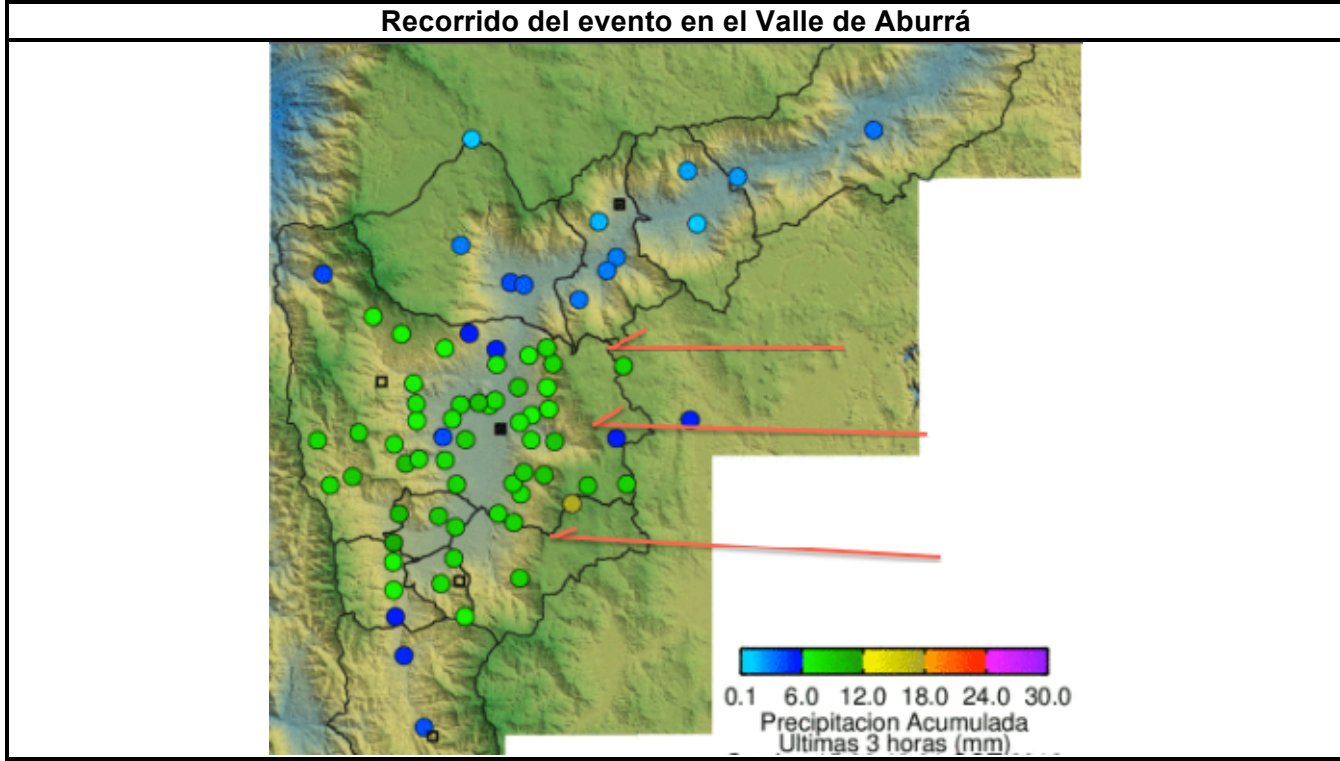 Recorrido del evento en el Valle de Aburrá
0.1 6.0 12.0 18.0 24.0 30.0
Precipitacion Acumulada
Ultimas 3 horas (mm)